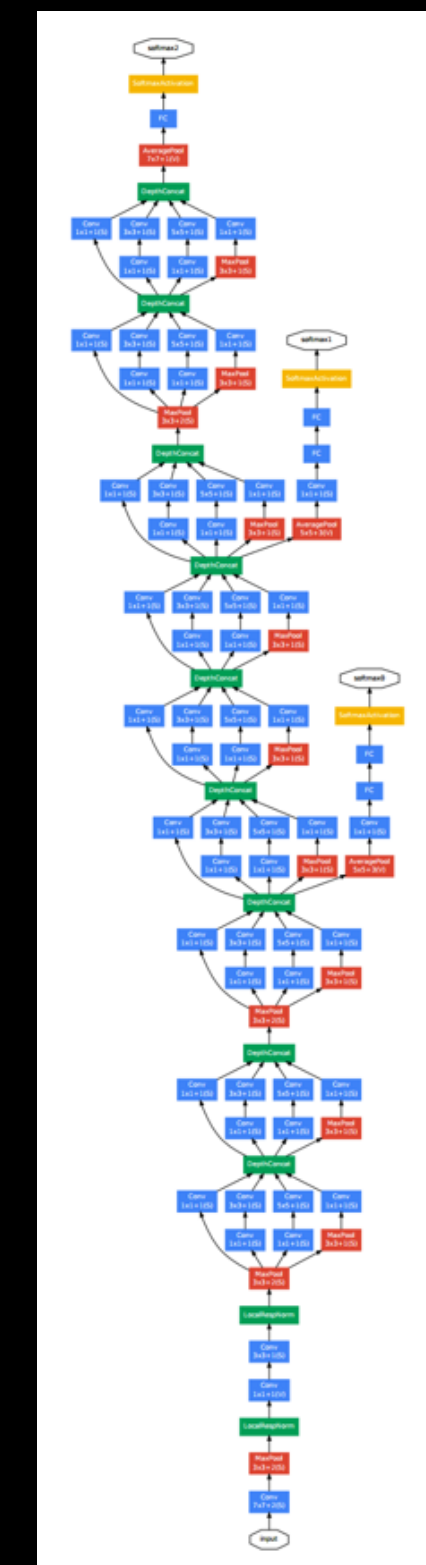 softmax2
SoftmaxActivation
FC
AveragePool
7x7+1(V)
DepthConcat
Conv Conv Conv Conv
1x1+1(S) 3x3+1(S) 5x5+1(S) 1x1+1(S)
Conv Conv MaxPool
1x1+1(S) 1x1+1(S) 3x3+1(S)
DepthConcat
Conv Conv Conv Conv
1x1+1(S) 3x3+1(S) 5x5+1(S) 1x1+1(S)
softmax1
Conv Conv MaxPool
1x1+1(S) 1x1+1(S) 3x3+1(S)
SoftmaxActivation
MaxPool
3x3+2(S)
FC
DepthConcat
FC
Conv Conv Conv Conv Conv
1x1+1(S) 3x3+1(S) 5x5+1(S) 1x1+1(S) 1x1+1(S)
Conv Conv MaxPool AveragePool
1x1+1(S) 1x1+1(S) 3x3+1(S) 5x5+3(V)
DepthConcat
Conv Conv Conv Conv
1x1+1(S) 3x3+1(S) 5x5+1(S) 1x1+1(S)
Conv Conv MaxPool
1x1+1(S) 1x1+1(S) 3x3+1(S)
DepthConcat
softmax0
Conv Conv Conv Conv
1x1+1(S) 3x3+1(S) 5x5+1(S) 1x1+1(S)
SoftmaxActivation
Conv Conv MaxPool
1x1+1(S) 1x1+1(S) 3x3+1(S)
FC
DepthConcat
FC
Conv Conv Conv Conv Conv
1x1+1(S) 3x3+1(S) 5x5+1(S) 1x1+1(S) 1x1+1(S)
Conv Conv MaxPool AveragePool
1x1+1(S) 1x1+1(S) 3x3+1(S) 5x5+3(V)
DepthConcat
Conv Conv Conv Conv
1x1+1(S) 3x3+1(S) 5x5+1(S) 1x1+1(S)
Conv Conv MaxPool
1x1+1(S) 1x1+1(S) 3x3+1(S)
MaxPool
3x3+2(S)
DepthConcat
Conv Conv Conv Conv
1x1+1(S) 3x3+1(S) 5x5+1(S) 1x1+1(S)
Conv Conv MaxPool
1x1+1(S) 1x1+1(S) 3x3+1(S)
DepthConcat
Conv Conv Conv Conv
1x1+1(S) 3x3+1(S) 5x5+1(S) 1x1+1(S)
Conv Conv MaxPool
1x1+1(S) 1x1+1(S) 3x3+1(S)
MaxPool
3x3+2(S)
LocalRespNorm
Conv
3x3+1(S)
Conv
1x1+1(V)
LocalRespNorm
MaxPool
3x3+2(S)
Conv
7x7+2(S)
input